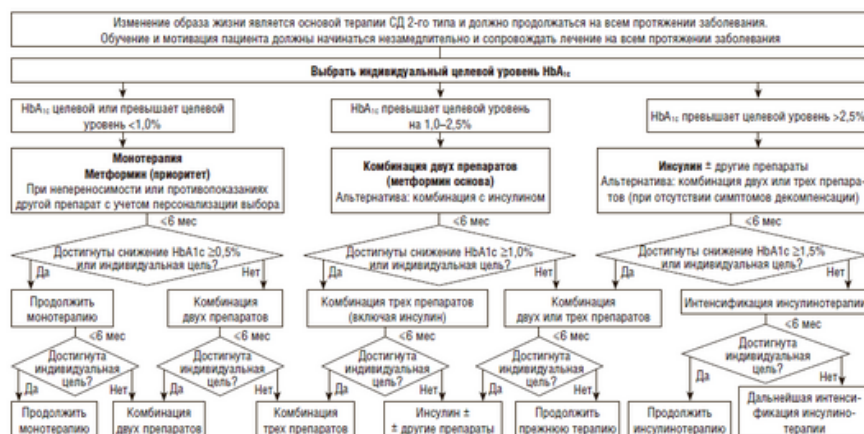 Изменение образа жизни является основой терапии СД 2-го типа и должно продолжаться на всем протяжении заболевания.
Обучение и мотивация пациента должны начинаться незамедлительно и сопровождать лечение на всем протяжении заболевания
Выбрать индивидуальный целевой уровень HbA₁c
HbA₁c целевой или превышает целевой
уровень <1,0%
HbA₁c превышает целевой уровень
на 1,0–2,5%
HbA₁c превышает целевой уровень >2,5%
Монотерапия
Метформин (приоритет)
При непереносимости или противопоказаниях
другой препарат с учетом персонализации выбора
Комбинация двух препаратов
(метформин основа)
Альтернатива: комбинация с инсулином
Инсулин ± другие препараты
Альтернатива: комбинация двух или трех препара-
тов (при отсутствии симптомов декомпенсации)
<6 мес
<6 мес
<6 мес
Достигнуты снижение HbA1c ≥0,5%
или индивидуальная цель?
Достигнуты снижение HbA1c ≥1,0%
или индивидуальная цель?
Достигнуты снижение HbA1c ≥1,5%
или индивидуальная цель?
Да
Нет
Да
Нет
Да
Нет
Продолжить
монотерапию
Комбинация
двух препаратов
Комбинация трех препаратов
(включая инсулин)
Комбинация
двух или трех препаратов
Интенсификация инсулинотерапии
<6 мес
<6 мес
<6 мес
<6 мес
<6 мес
Достигнута
индивидуальная
цель?
Достигнута
индивидуальная
цель?
Достигнута
индивидуальная
цель?
Достигнута
индивидуальная
цель?
Достигнута
индивидуальная
цель?
Да
Нет
Да
Нет
Да
Нет
Да
Нет
Да
Нет
Продолжить
монотерапию
Комбинация
двух препаратов
Комбинация
трех препаратов
Инсулин ±
± другие препараты
Продолжить
прежнюю терапию
Продолжить
инсулинотерапию
Дальнейшая интенси-
фикация инсулино-
терапии